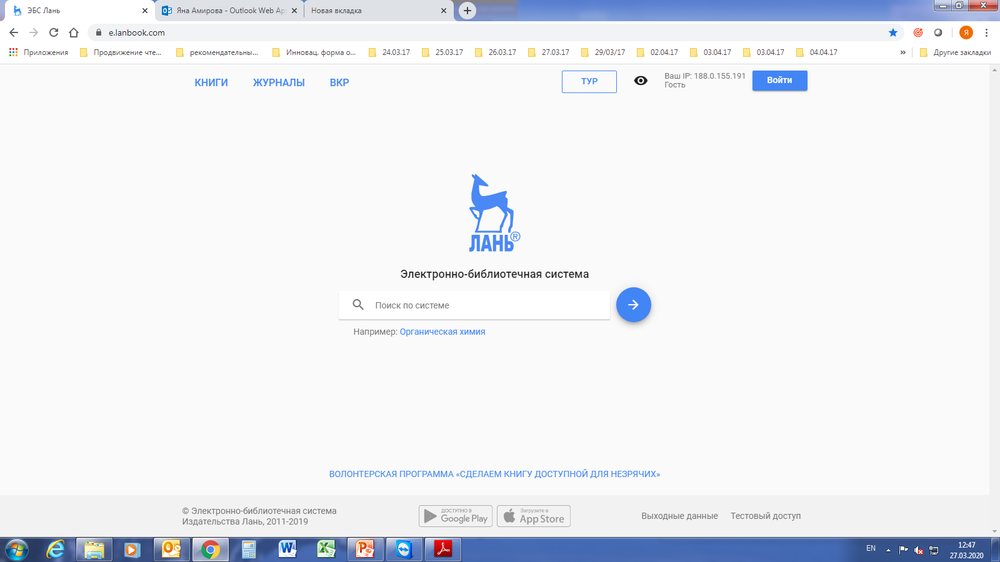 ЭБС Лань
Яна Амирова - Outlook Web Ap
Новая вкладка
e.lanbook.com
Я
Приложения
Продвижение чте...
рекомендательны...
Инновац. форма о...
24.03.17
25.03.17
26.03.17
27.03.17
29/03/17
02.04.17
03.04.17
03.04.17
04.04.17
»
Другие закладки
КНИГИ
ЖУРНАЛЫ
ВКР
ТУР
Ваш IP: 188.0.155.191
Гость
Войти
ЛАНЬ®
Электронно-библиотечная система
Поиск по системе
Например: Органическая химия
ВОЛОНТЕРСКАЯ ПРОГРАММА «СДЕЛАЕМ КНИГУ ДОСТУПНОЙ ДЛЯ НЕЗРЯЧИХ»
© Электронно-библиотечная система
Издательства Лань, 2011-2019
ДОСТУПНО В
Google Play
Загрузите в
App Store
Выходные данные
Тестовый доступ
EN
12:47
27.03.2020